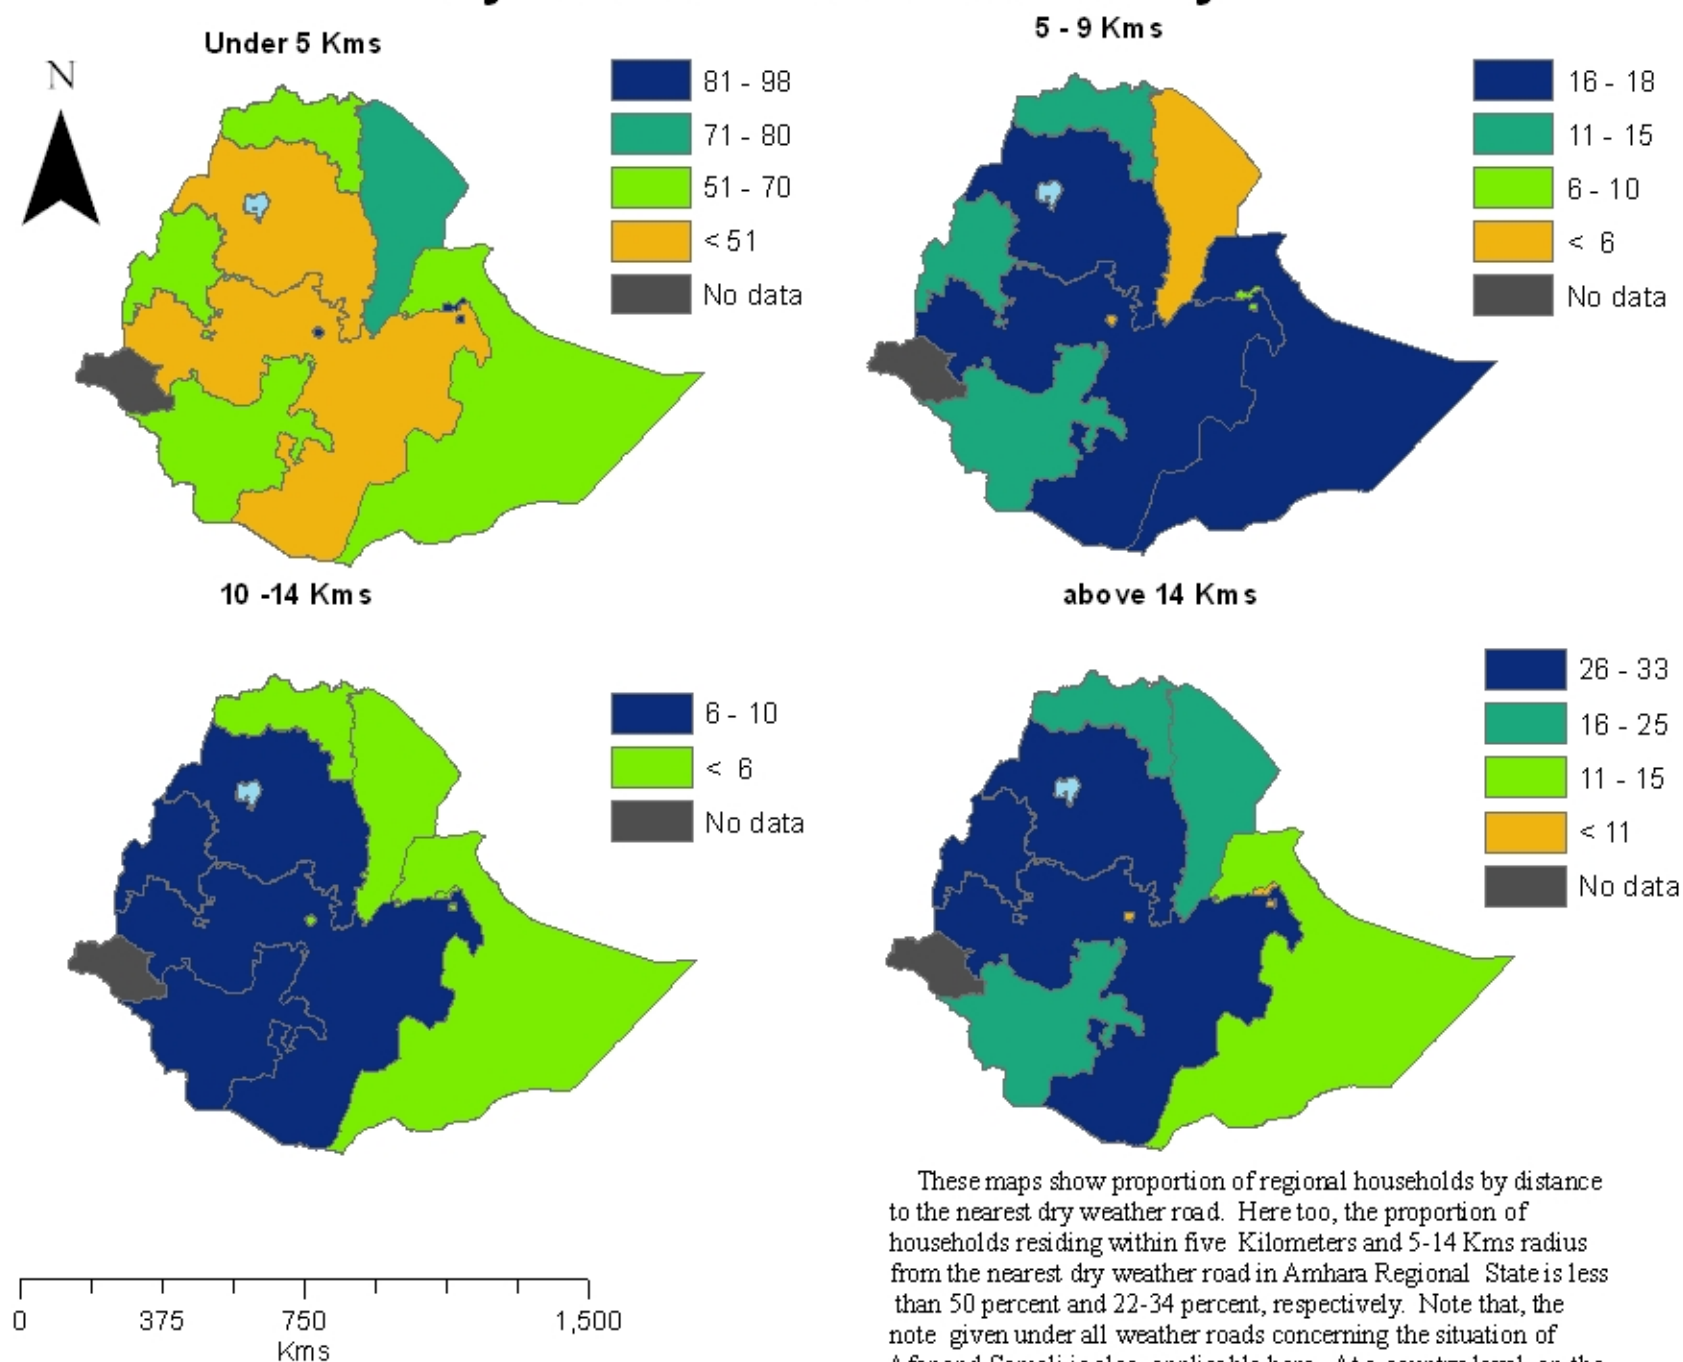 Under 5 Kms
5 - 9 Kms
N
81 - 98
71 - 80
51 - 70
< 51
No data
16 - 18
11 - 15
6 - 10
< 6
No data
10 -14 Kms
above 14 Kms
6 - 10
< 6
No data
26 - 33
16 - 25
11 - 15
< 11
No data
These maps show proportion of regional households by distance
to the nearest dry weather road. Here too, the proportion of
households residing within five Kilometers and 5-14 Kms radius
from the nearest dry weather road in Amhara Regional State is less
than 50 percent and 22-34 percent, respectively. Note that, the
note given under all weather roads concerning the situation of
0 375 750 1,500
Kms